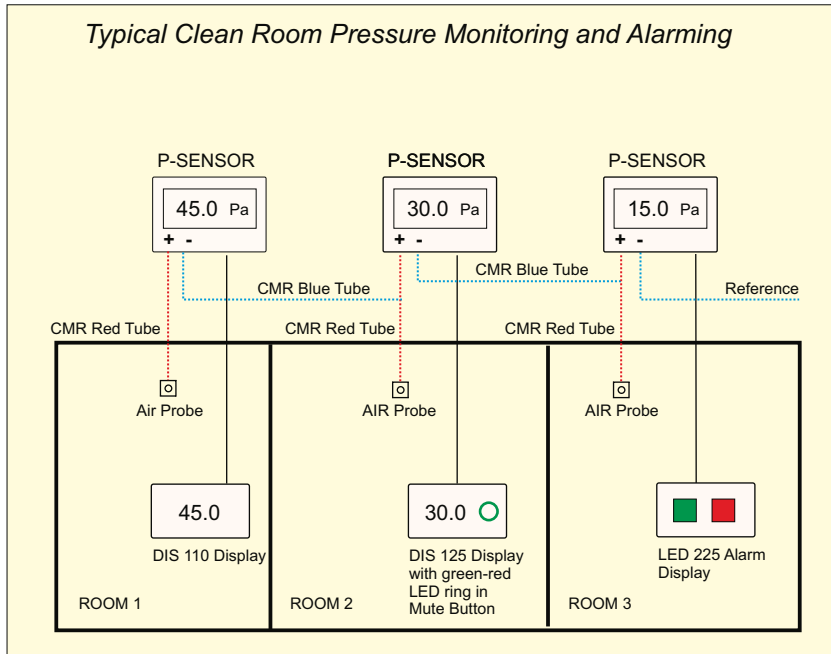 Typical Clean Room Pressure Monitoring and Alarming
P-SENSOR
P-SENSOR
P-SENSOR
45.0 Pa
30.0 Pa
15.0 Pa
+ -
+ -
+ -
CMR Blue Tube
CMR Blue Tube
Reference
CMR Red Tube
CMR Red Tube
CMR Red Tube
Air Probe
AIR Probe
AIR Probe
45.0
30.0
DIS 110 Display
DIS 125 Display
with green-red
LED ring in
Mute Button
LED 225 Alarm
Display
ROOM 1
ROOM 2
ROOM 3